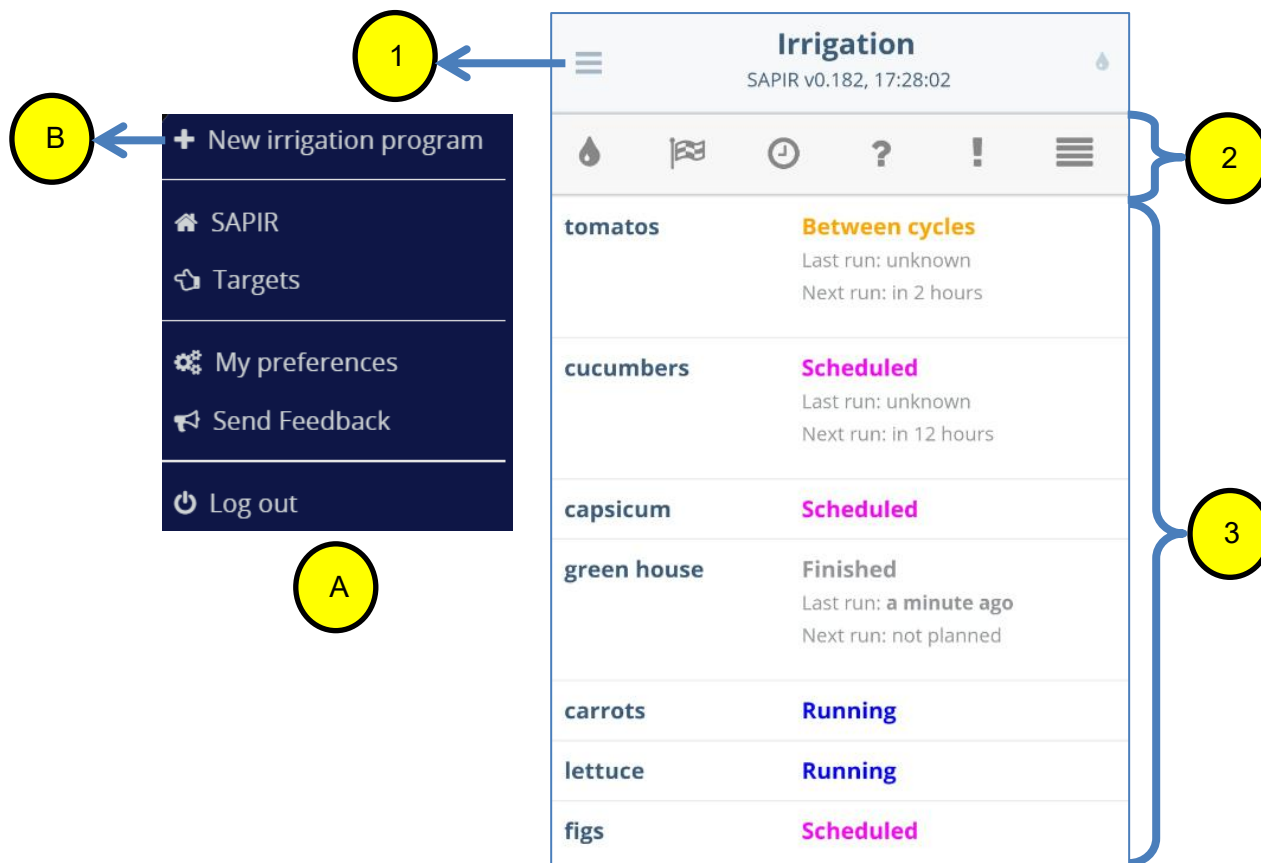 1
Irrigation
SAPIR v0.182, 17:28:02
B
+ New irrigation program
SAPIR
Targets
My preferences
Send Feedback
Log out
A
? !
2
tomatos Between cycles
Last run: unknown
Next run: in 2 hours
cucumbers Scheduled
Last run: unknown
Next run: in 12 hours
capsicum Scheduled
green house Finished
Last run: a minute ago
Next run: not planned
3
carrots Running
lettuce Running
figs Scheduled